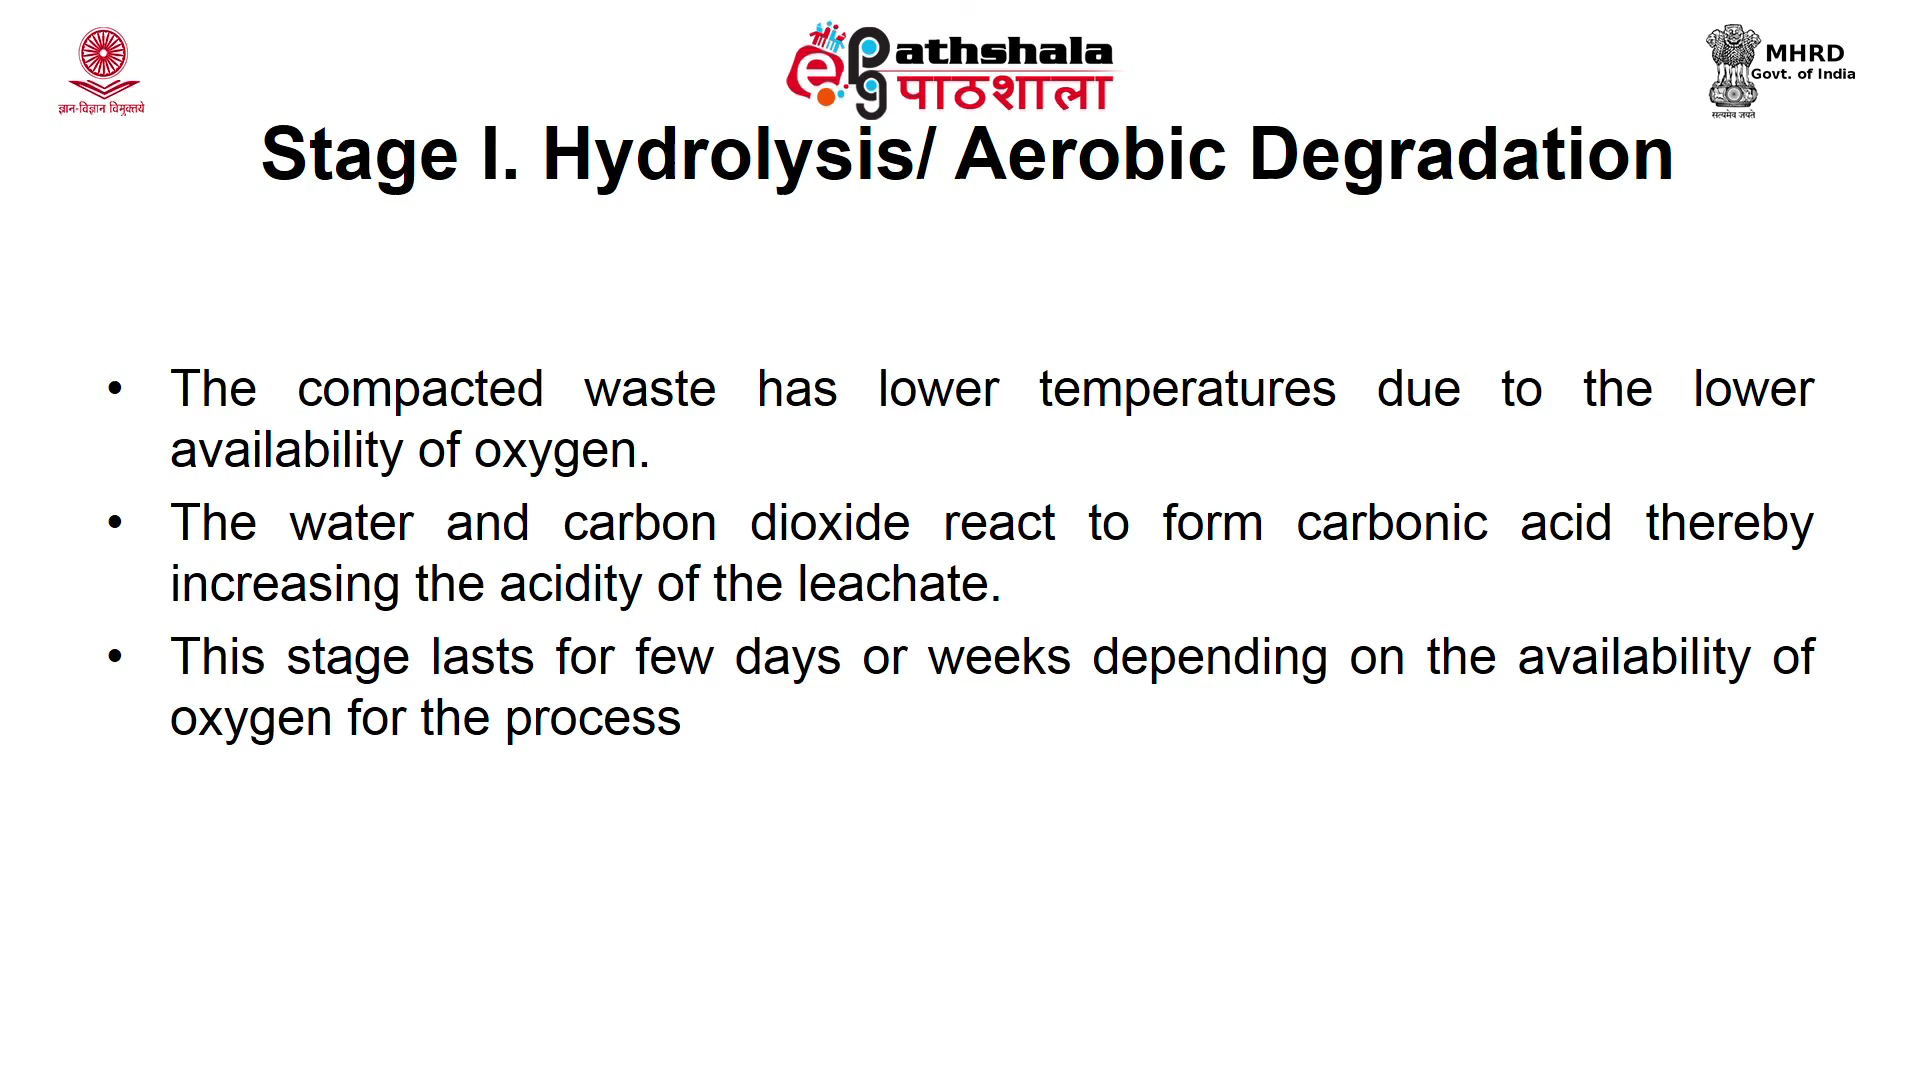 ज्ञान-विज्ञान विमुक्तये
ePathshala
पाठशाला
MHRD
Govt. of India
सत्यमेव जयते
Stage I. Hydrolysis/ Aerobic Degradation
• The compacted waste has lower temperatures due to the lower
availability of oxygen.
• The water and carbon dioxide react to form carbonic acid thereby
increasing the acidity of the leachate.
• This stage lasts for few days or weeks depending on the availability of
oxygen for the process